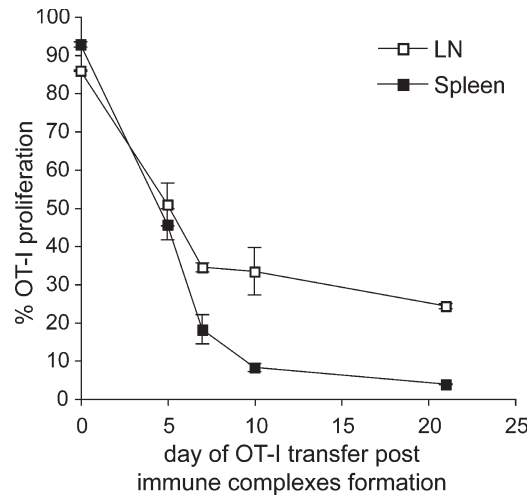 100
90
80
70
60
50
40
30
20
10
0
% OT-I proliferation
LN
Spleen
0 5 10 15 20 25
day of OT-I transfer post
immune complexes formation